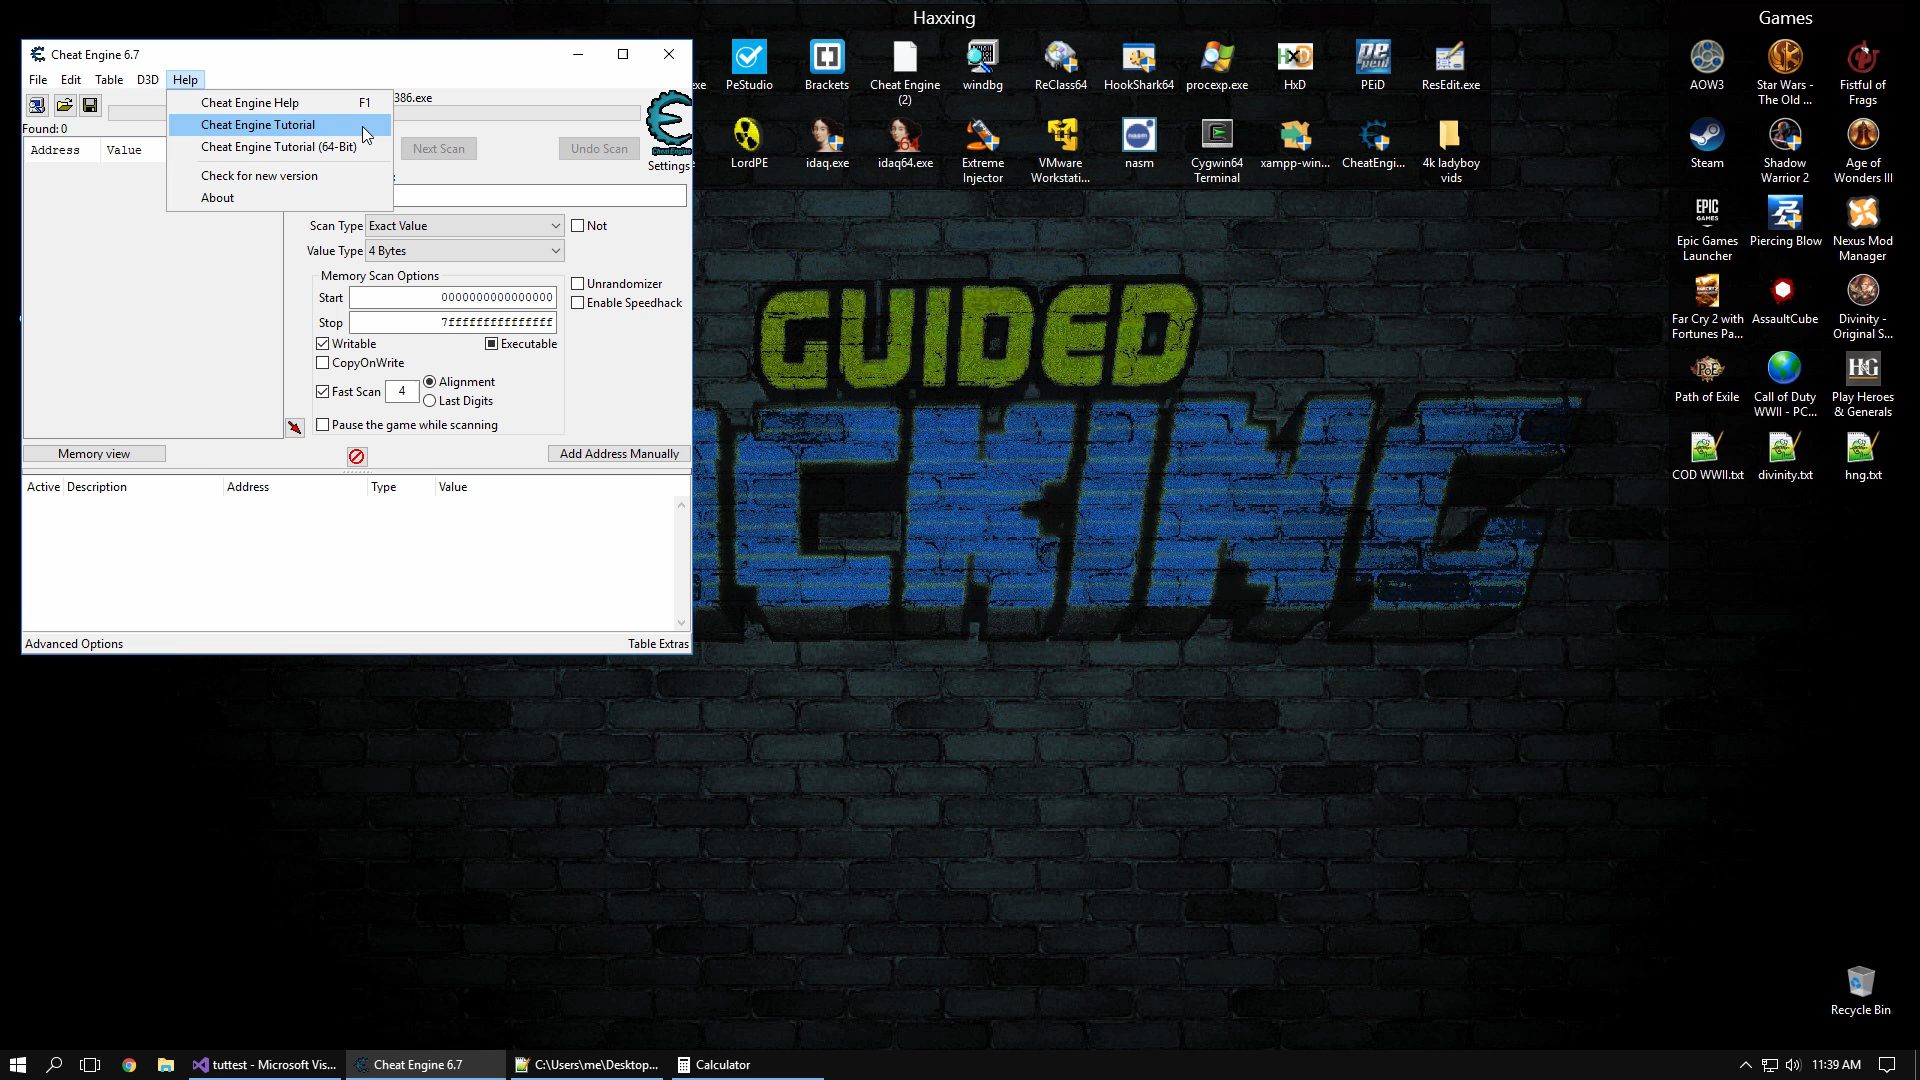 Haxxing
Games
Cheat Engine 6.7
File Edit Table D3D Help
Cheat Engine Help F1
Cheat Engine Tutorial
Cheat Engine Tutorial (64-Bit)
Check for new version
About
386.exe
Found: 0
Address Value
Next Scan Undo Scan
Cheat Engine
Settings
Scan Type Exact Value Not
Value Type 4 Bytes
Memory Scan Options
Start 0000000000000000
Stop 7fffffffffffffff
Unrandomizer
Enable Speedhack
Writable Executable
CopyOnWrite
Fast Scan 4 Alignment
Last Digits
Pause the game while scanning
Memory view
Add Address Manually
Active Description Address Type Value
Advanced Options
Table Extras
xe
PeStudio
Brackets
Cheat Engine
(2)
windbg
ReClass64
HookShark64
procexp.exe
HxD
PEiD
ResEdit.exe
LordPE
idaq.exe
idaq64.exe
Extreme
Injector
VMware
Workstati...
nasm
Cygwin64
Terminal
xampp-win...
CheatEngi...
4k ladyboy
vids
AOW3
Star Wars -
The Old ...
Fistful of
Frags
Steam
Shadow
Warrior 2
Age of
Wonders III
EPIC
GAMES
Epic Games
Launcher
Piercing Blow
Nexus Mod
Manager
Far Cry 2 with
Fortunes Pa...
AssaultCube
Divinity -
Original S...
Path of Exile
Call of Duty
WWII - PC...
H&G
Play Heroes
& Generals
COD WWII.txt
divinity.txt
hng.txt
GUIDED
ACKING
Recycle Bin
tuttest - Microsoft Vis...
Cheat Engine 6.7
C:\Users\me\Desktop...
Calculator
11:39 AM